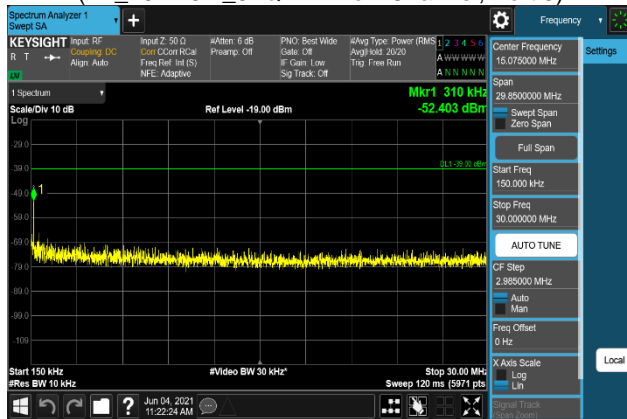 Spectrum Analyzer 1
Swept SA
Frequency
KEYSIGHT Input: RF
R T
Coupling: DC
Align: Auto
Input Z: 50 Ω
Corr CCorr RCal
Freq Ref: Int (S)
NFE: Adaptive
#Atten: 6 dB
Preamp: Off
PNO: Best Wide
Gate: Off
IF Gain: Low
Sig Track: Off
#Avg Type: Power (RMS
Avg|Hold: 20/20
Trig: Free Run
1 2 3 4 5 6
A W W W W W
A N N N N N
LW
1 Spectrum
Scale/Div 10 dB
Log
Ref Level -19.00 dBm
Mkr1 310 kHz
-52.403 dBm
DL1 -39.00 dBm
1
-29.0
-39.0
-49.0
-59.0
-69.0
-79.0
-89.0
-99.0
-109
Start 150 kHz
#Res BW 10 kHz
#Video BW 30 kHz*
Stop 30.00 MHz
Sweep 120 ms (5971 pts
Jun 04, 2021
11:22:24 AM
Center Frequency
15.075000 MHz
Span
29.8500000 MHz
Swept Span
Zero Span
Full Span
Start Freq
150.000 kHz
Stop Freq
30.000000 MHz
AUTO TUNE
CF Step
2.985000 MHz
Auto
Man
Freq Offset
0 Hz
X Axis Scale
Log
Lin
Signal Track
(Span Zoom)
Settings
Local